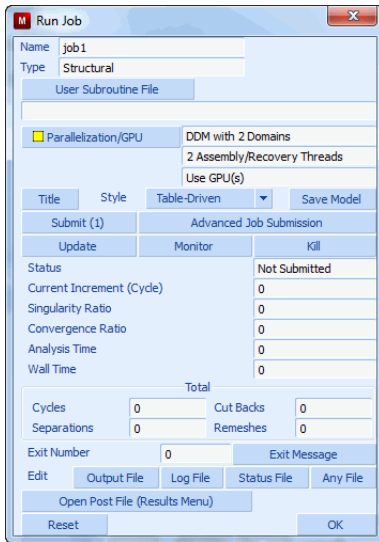 M Run Job X
Name job1
Type Structural
User Subroutine File
Parallelization/GPU DDM with 2 Domains
2 Assembly/Recovery Threads
Use GPU(s)
Title Style Table-Driven Save Model
Submit (1) Advanced Job Submission
Update Monitor Kill
Status Not Submitted
Current Increment (Cycle) 0
Singularity Ratio 0
Convergence Ratio 0
Analysis Time 0
Wall Time 0
Total
Cycles 0 Cut Backs 0
Separations 0 Remeshes 0
Exit Number 0 Exit Message
Edit Output File Log File Status File Any File
Open Post File (Results Menu)
Reset OK